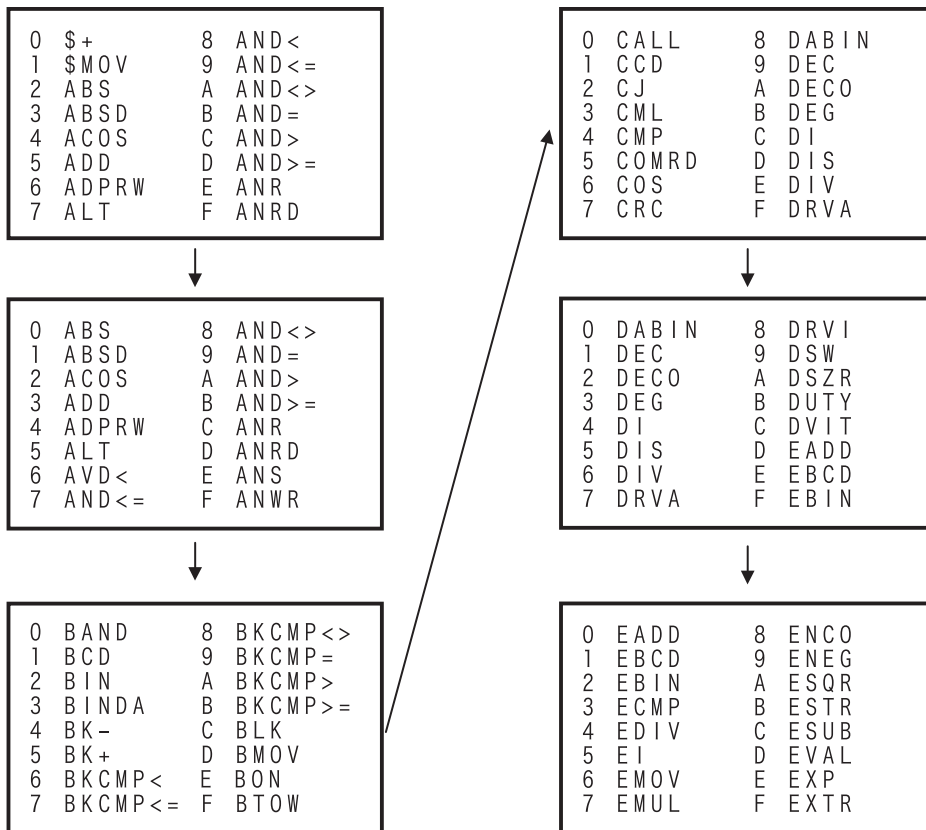 0 $+ 8 AND<
1 $MOV 9 AND<=
2 ABS A AND<>
3 ABSD B AND=
4 ACOS C AND>
5 ADD D AND>=
6 ADPRW E ANR
7 ALT F ANRD
0 ABS 8 AND<>
1 ABSD 9 AND=
2 ACOS A AND>
3 ADD B AND>=
4 ADPRW C ANR
5 ALT D ANRD
6 AVD< E ANS
7 AND<= F ANWR
0 BAND 8 BKCMP<>
1 BCD 9 BKCMP=
2 BIN A BKCMP>
3 BINDA B BKCMP>=
4 BK- C BLK
5 BK+ D BMOV
6 BKCMP< E BON
7 BKCMP<= F BTOW
0 CALL 8 DABIN
1 CCD 9 DEC
2 CJ A DECO
3 CML B DEG
4 CMP C DI
5 COMRD D DIS
6 COS E DIV
7 CRC F DRVA
0 DABIN 8 DRVI
1 DEC 9 DSW
2 DECO A DSZR
3 DEG B DUTY
4 DI C DVIT
5 DIS D EADD
6 DIV E EBCD
7 DRVA F EBIN
0 EADD 8 ENCO
1 EBCD 9 ENEG
2 EBIN A ESQR
3 ECMP B ESTR
4 EDIV C ESUB
5 EI D EVAL
6 EMOV E EXP
7 EMUL F EXTR